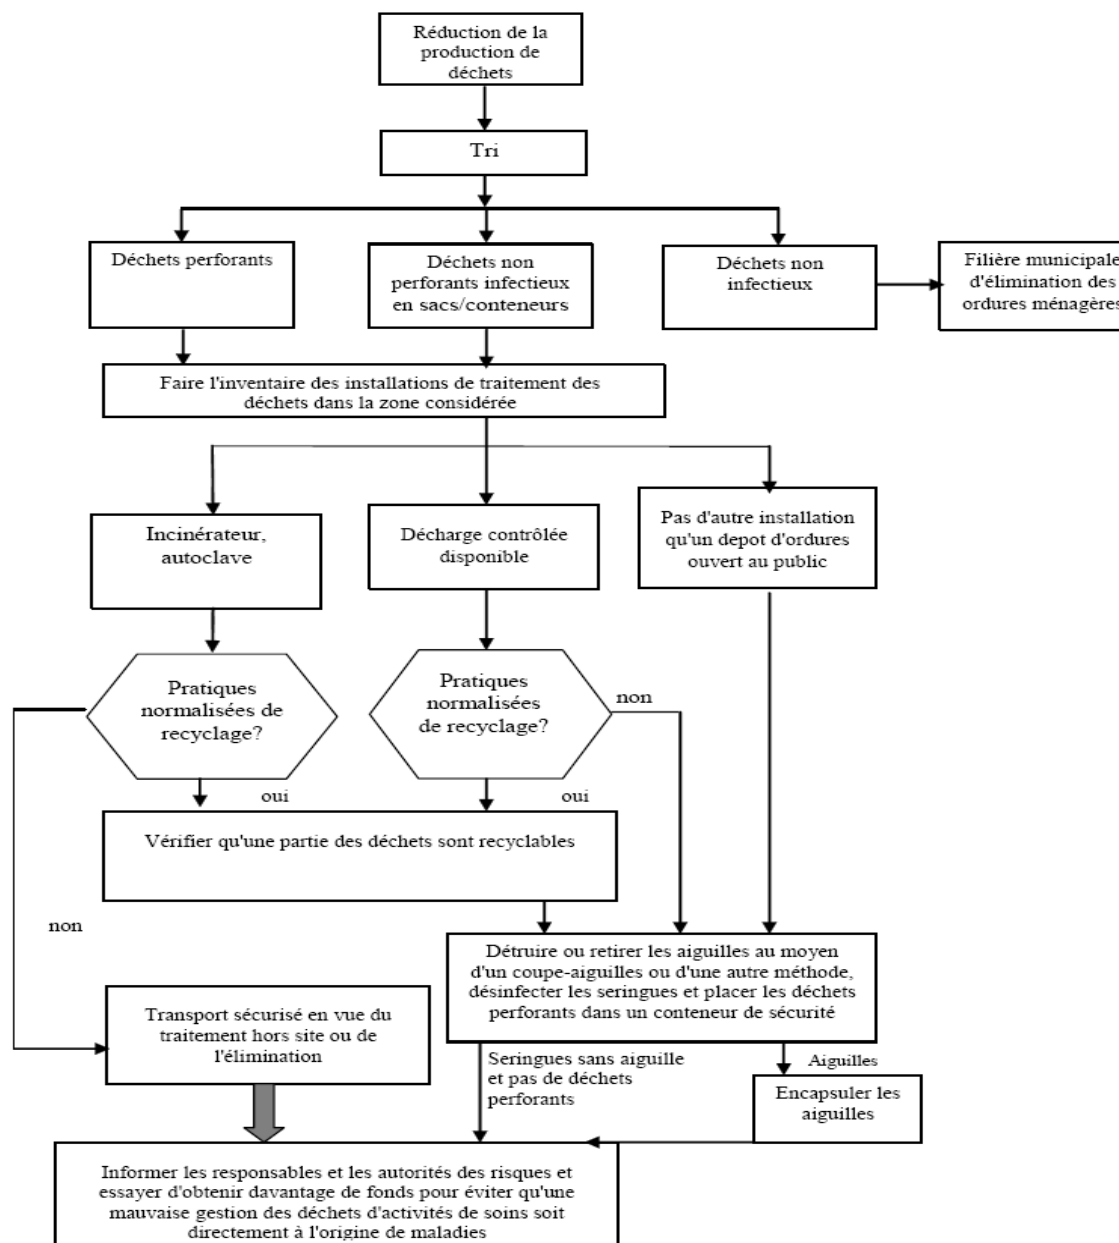 Réduction de la
production de
déchets
Tri
Déchets perforants
Déchets non
perforants infectieux
en sacs/conteneurs
Déchets non
infectieux
Filière municipale
d'élimination des
ordures ménagères
Faire l'inventaire des installations de traitement des
déchets dans la zone considérée
Incinérateur,
autoclave
Décharge contrôlée
disponible
Pas d'autre installation
qu'un depot d'ordures
ouvert au public
Pratiques
normalisées de
recyclage?
Pratiques
normalisées
de recyclage?
non
oui
oui
Vérifier qu'une partie des déchets sont recyclables
non
Détruire ou retirer les aiguilles au moyen
d'un coupe-aiguilles ou d'une autre méthode,
désinfecter les seringues et placer les déchets
perforants dans un conteneur de sécurité
Transport sécurisé en vue du
traitement hors site ou de
l'élimination
Seringues sans aiguille
et pas de déchets
perforants
Aiguilles
Encapsuler les
aiguilles
Informer les responsables et les autorités des risques et
essayer d'obtenir davantage de fonds pour éviter qu'une
mauvaise gestion des déchets d'activités de soins soit
directement à l'origine de maladies